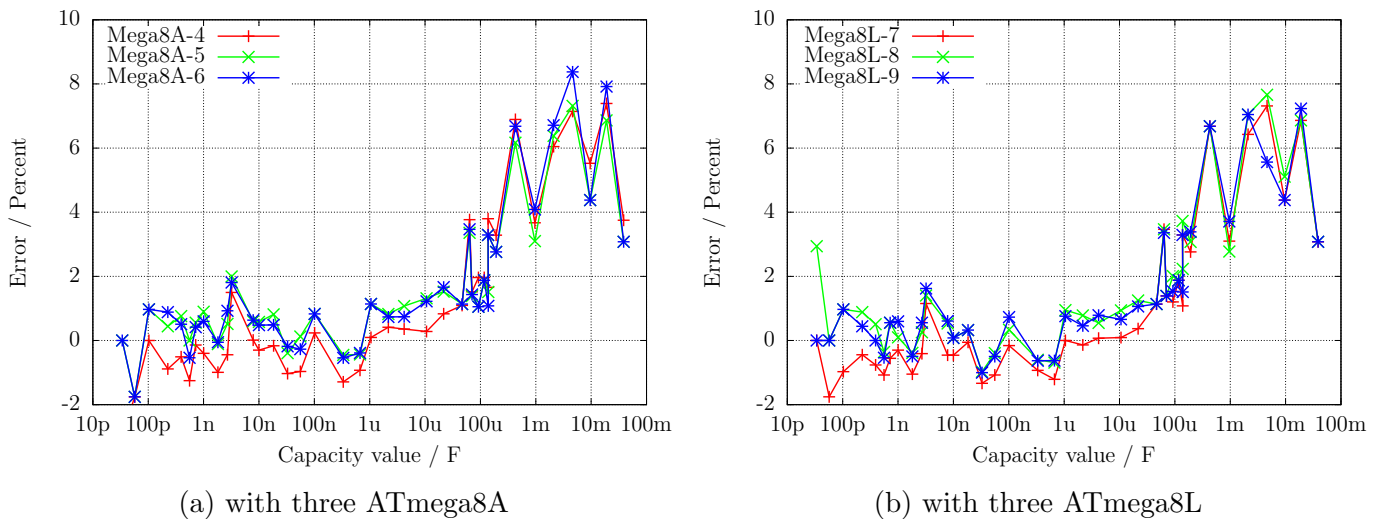 10
8
6
4
2
0
-2
Error / Percent
Mega8A-4
Mega8A-5
Mega8A-6
10p 100p 1n 10n 100n 1u 10u 100u 1m 10m 100m
Capacity value / F
(a) with three ATmega8A
10
8
6
4
2
0
-2
Error / Percent
Mega8L-7
Mega8L-8
Mega8L-9
10p 100p 1n 10n 100n 1u 10u 100u 1m 10m 100m
Capacity value / F
(b) with three ATmega8L